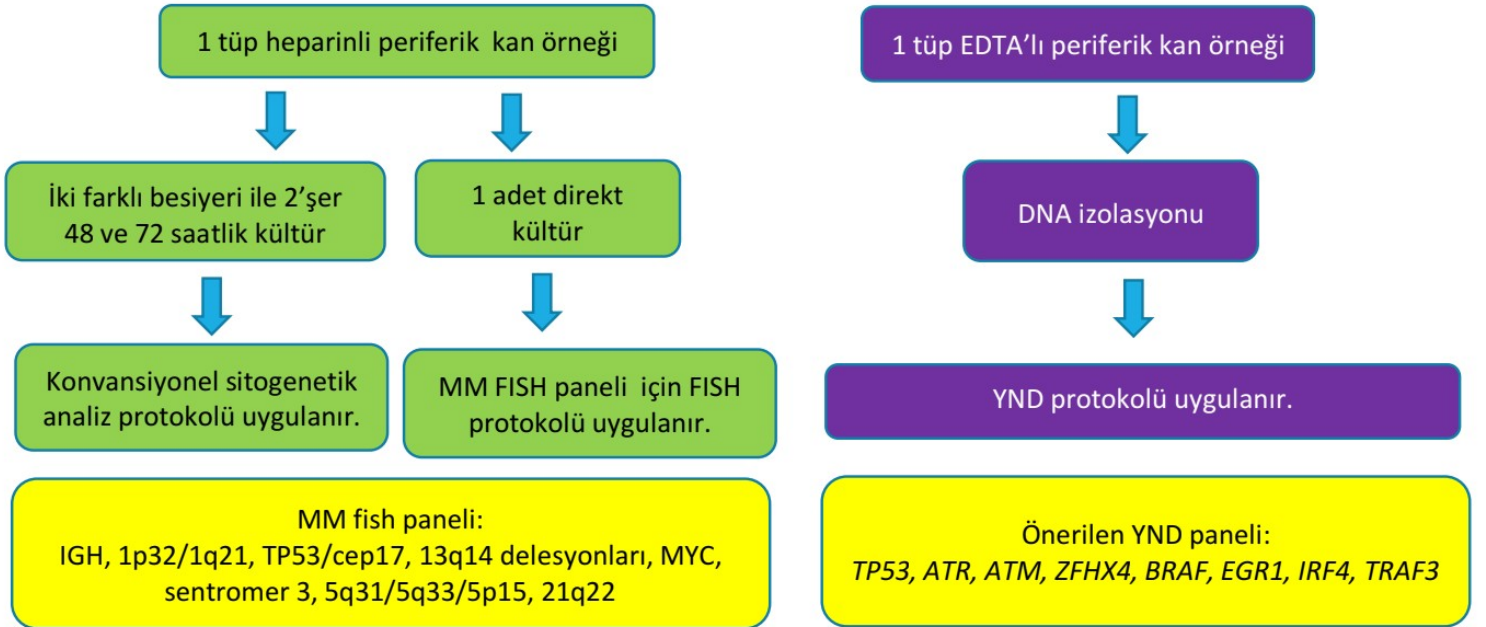 1 tüp heparinli periferik kan örneği
İki farklı besiyeri ile 2’şer
48 ve 72 saatlik kültür
1 adet direkt
kültür
Konvansiyonel sitogenetik
analiz protokolü uygulanır.
MM FISH paneli için FISH
protokolü uygulanır.
MM fish paneli:
IGH, 1p32/1q21, TP53/cep17, 13q14 delesyonları, MYC,
sentromer 3, 5q31/5q33/5p15, 21q22
1 tüp EDTA’lı periferik kan örneği
DNA izolasyonu
YND protokolü uygulanır.
Önerilen YND paneli:
TP53, ATR, ATM, ZFHX4, BRAF, EGR1, IRF4, TRAF3